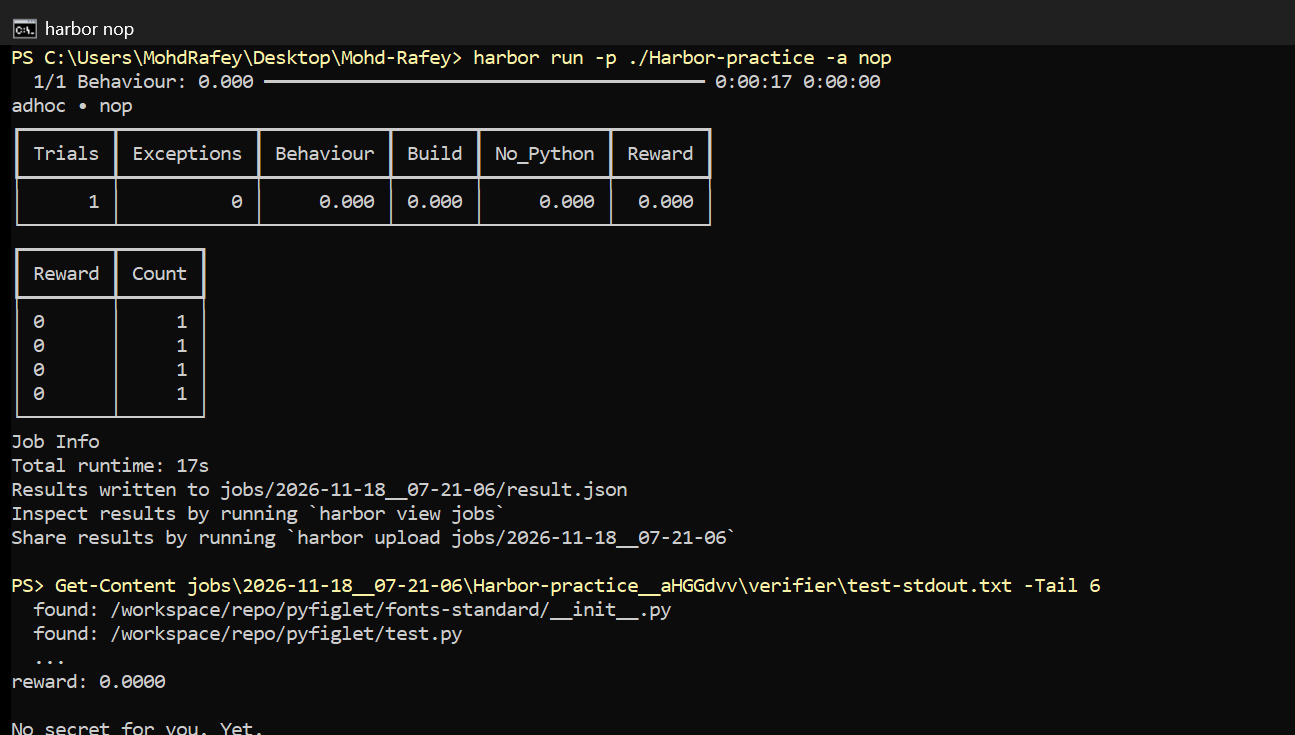 harbor nop
PS C:\Users\MohdRafey\Desktop\Mohd-Rafey> harbor run -p ./Harbor-practice -a nop
1/1 Behaviour: 0.000 0:00:17 0:00:00
adhoc • nop
Trials Exceptions Behaviour Build No_Python Reward
1 0 0.000 0.000 0.000 0.000
Reward Count
0 1
0 1
0 1
0 1
Job Info
Total runtime: 17s
Results written to jobs/2026-11-18__07-21-06/result.json
Inspect results by running `harbor view jobs`
Share results by running `harbor upload jobs/2026-11-18__07-21-06`
PS> Get-Content jobs\2026-11-18__07-21-06\Harbor-practice__aHGGdvv\verifier\test-stdout.txt -Tail 6
found: /workspace/repo/pyfiglet/fonts-standard/__init__.py
found: /workspace/repo/pyfiglet/test.py
...
reward: 0.0000
No secret for you. Yet.